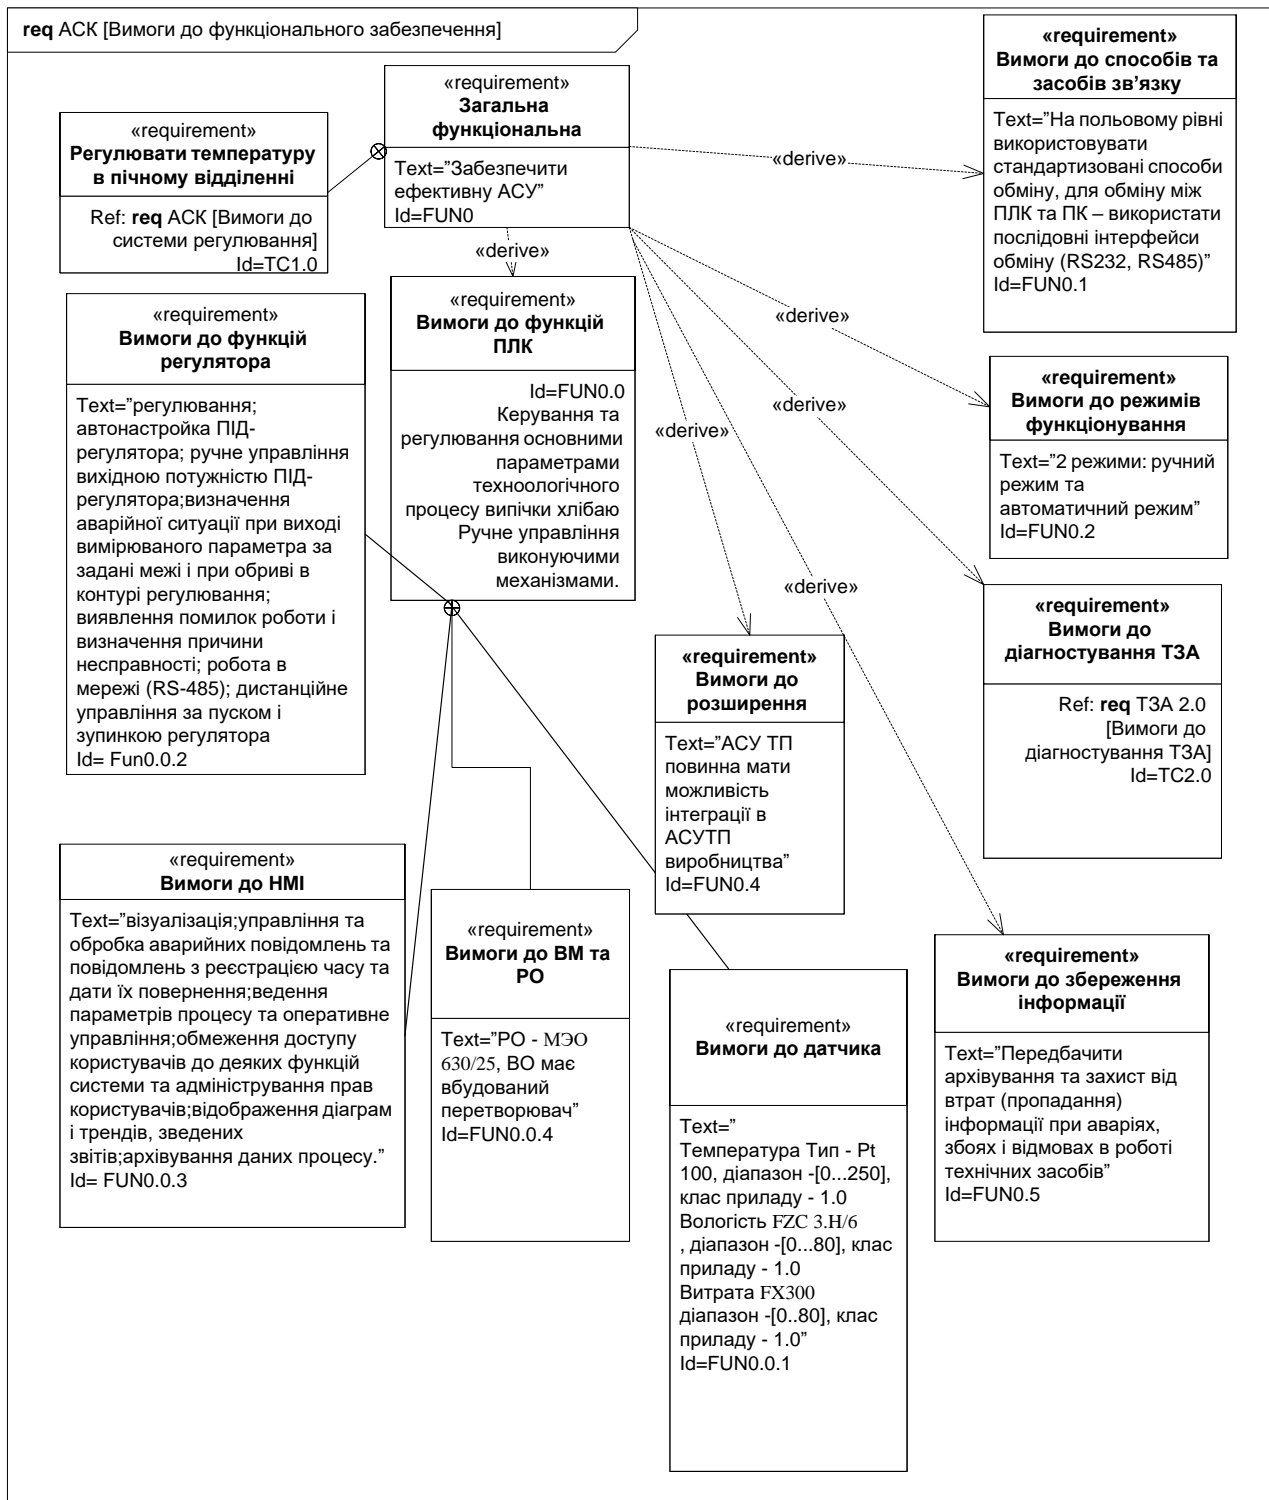 req АСК [Вимоги до функціонального забезпечення]
«requirement»
Загальна
функціональна
Text=”Забезпечити
ефективну АСУ”
Id=FUN0
«requirement»
Вимоги до способів та
засобів зв'язку
Text=”На польовому рівні
використовувати
стандартизовані способи
обміну, для обміну між
ПЛК та ПК – використати
послідовні інтерфейси
обміну (RS232, RS485)”
Id=FUN0.1
«requirement»
Регулювати температуру
в пічному відділенні
Ref: req АСК [Вимоги до
системи регулювання]
Id=TC1.0
«derive»
«derive»
«derive»
«derive»
«derive»
«derive»
«requirement»
Вимоги до функцій
регулятора
Text=”регулювання;
автонастройка ПІД-
регулятора; ручне управління
вихідною потужністю ПІД-
регулятора;визначення
аварійної ситуації при виході
вимірюваного параметра за
задані межі і при обриві в
контурі регулювання;
виявлення помилок роботи і
визначення причини
несправності; робота в
мережі (RS-485); дистанційне
управління за пуском і
зупинкою регулятора
Id= Fun0.0.2
«requirement»
Вимоги до функцій
ПЛК
Id=FUN0.0
Керування та
регулювання основними
параметрами
техноологічного
процесу випічки хлібаю
Ручне управління
виконуючими
механізмами.
«requirement»
Вимоги до режимів
функціонування
Text=”2 режими: ручний
режим та
автоматичний режим”
Id=FUN0.2
«requirement»
Вимоги до
діагностування ТЗА
Ref: req ТЗА 2.0
[Вимоги до
діагностування ТЗА]
Id=TC2.0
«requirement»
Вимоги до
розширення
Text=”АСУ ТП
повинна мати
можливість
інтеграції в
АСУТП
виробництва”
Id=FUN0.4
«requirement»
Вимоги до HMI
Text=”візуалізація;управління та
обробка аварийних повідомлень та
повідомлень з реєстрацією часу та
дати їх повернення;ведення
параметрів процесу та оперативне
управління;обмеження доступу
користувачів до деяких функцій
системи та адміністрування прав
користувачів;відображення діаграм
і трендів, зведених
звітів;архівування даних процесу.”
Id= FUN0.0.3
«requirement»
Вимоги до ВМ та
РО
Text=”РО - МЭО
630/25, ВО має
вбудований
перетворювач”
Id=FUN0.0.4
«requirement»
Вимоги до датчика
Text=”
Температура Тип - Pt
100, діапазон -[0...250],
клас приладу - 1.0
Вологість FZC 3.H/6
, діапазон -[0...80], клас
приладу - 1.0
Витрата FX300
діапазон -[0..80], клас
приладу - 1.0”
Id=FUN0.0.1
«requirement»
Вимоги до збереження
інформації
Text=”Передбачити
архівування та захист від
втрат (пропадання)
інформації при аваріях,
збоях і відмовах в роботі
технічних засобів”
Id=FUN0.5